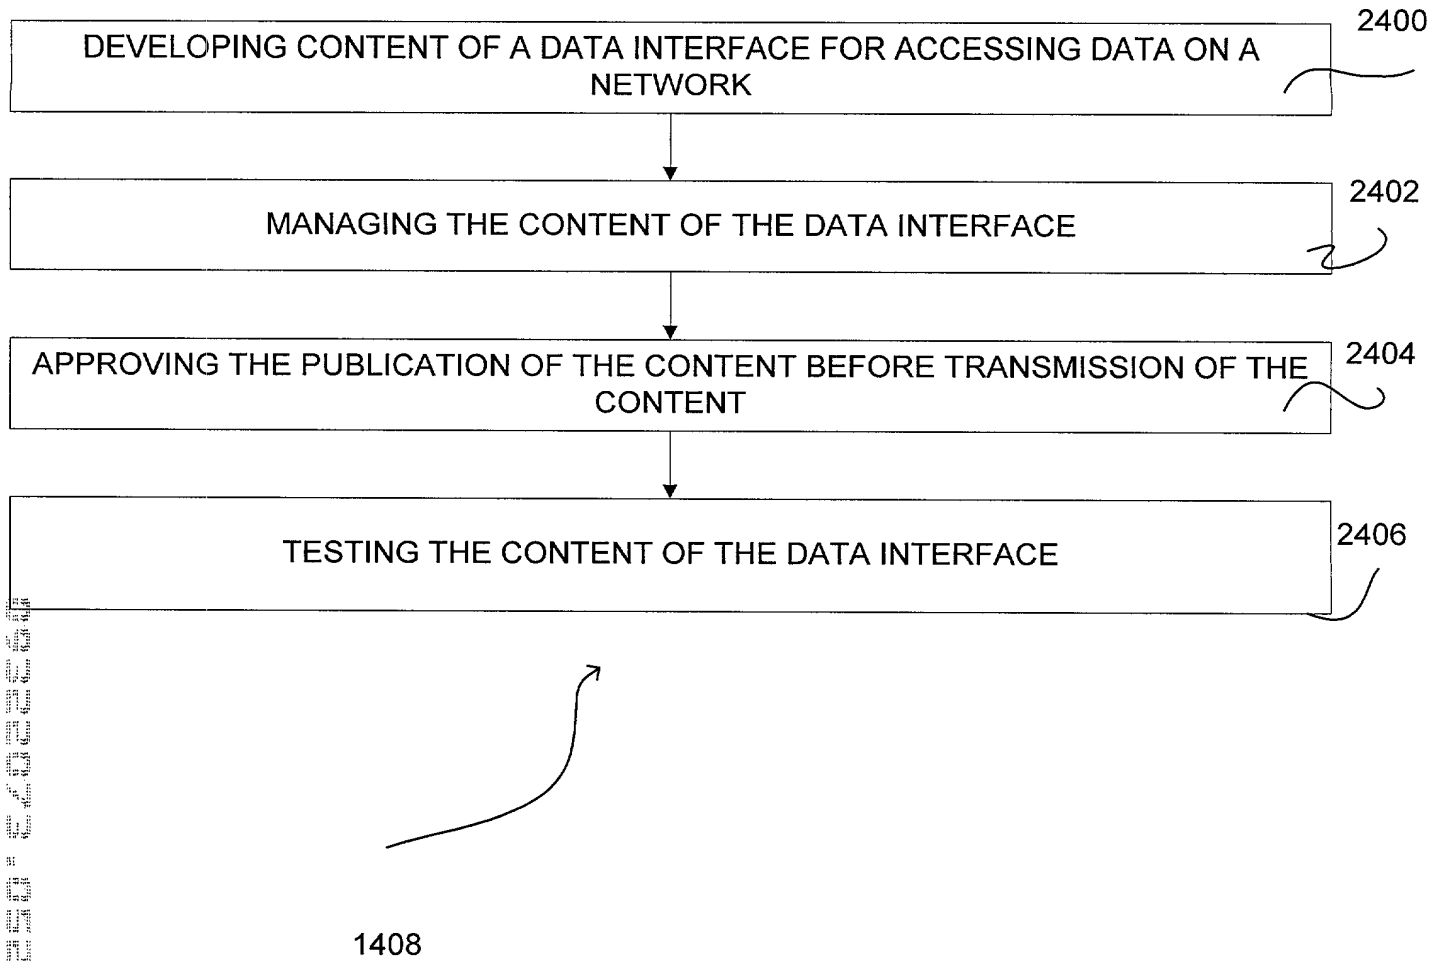 2400
DEVELOPING CONTENT OF A DATA INTERFACE FOR ACCESSING DATA ON A
NETWORK
2402
MANAGING THE CONTENT OF THE DATA INTERFACE
2404
APPROVING THE PUBLICATION OF THE CONTENT BEFORE TRANSMISSION OF THE
CONTENT
2406
TESTING THE CONTENT OF THE DATA INTERFACE
1408